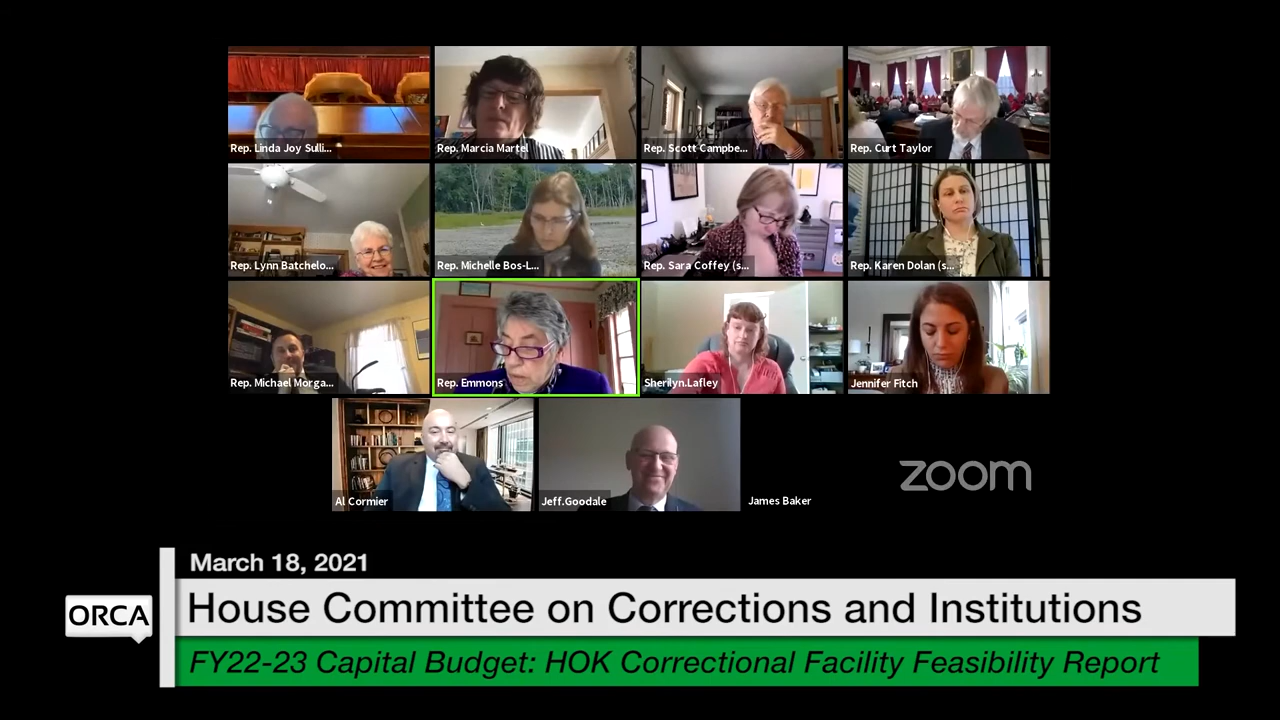 Rep. Linda Joy Sulli...
Rep. Marcia Martel
Rep. Scott Campbe...
Rep. Curt Taylor
Rep. Lynn Batchelo...
Rep. Michelle Bos-L...
Rep. Sara Coffey (s...
Rep. Karen Dolan (s...
Rep. Michael Morga...
Rep. Emmons
Sherilyn.Lafley
Jennifer Fitch
Al Cormier
Jeff.Goodale
James Baker
zoom
March 18, 2021
ORCA
House Committee on Corrections and Institutions
FY22-23 Capital Budget: HOK Correctional Facility Feasibility Report